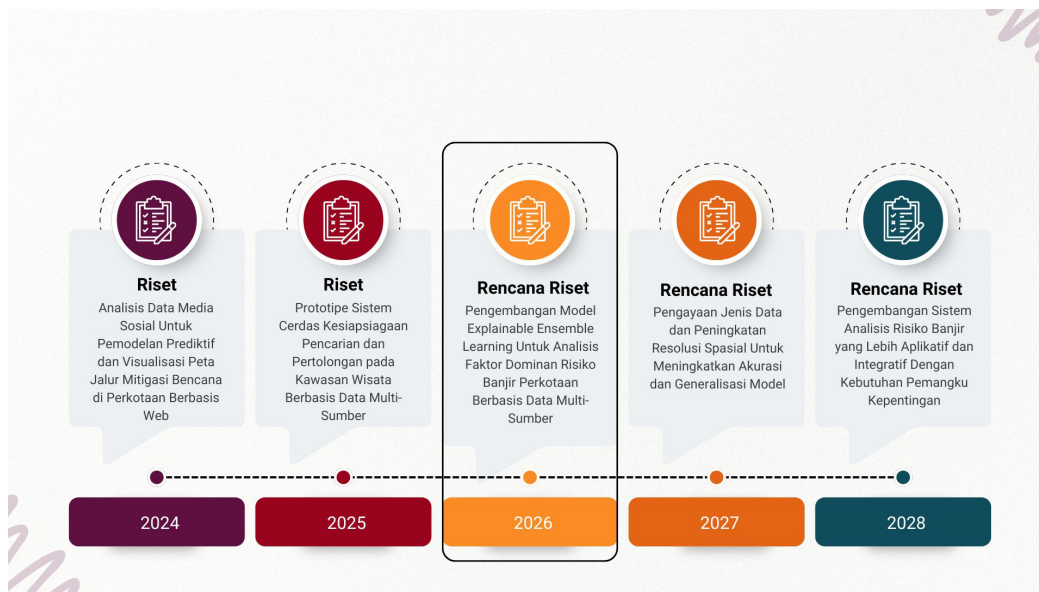 Riset
Analisis Data Media
Sosial Untuk
Pemodelan Prediktif
dan Visualisasi Peta
Jalur Mitigasi Bencana
di Perkotaan Berbasis
Web
Riset
Prototipe Sistem
Cerdas Kesiapsiagaan
Pencarian dan
Pertolongan pada
Kawasan Wisata
Berbasis Data Multi-
Sumber
Rencana Riset
Pengembangan Model
Explainable Ensemble
Learning Untuk Analisis
Faktor Dominan Risiko
Banjir Perkotaan
Berbasis Data Multi-
Sumber
Rencana Riset
Pengayaan Jenis Data
dan Peningkatan
Resolusi Spasial Untuk
Meningkatkan Akurasi
dan Generalisasi Model
Rencana Riset
Pengembangan Sistem
Analisis Risiko Banjir
yang Lebih Aplikatif dan
Integratif Dengan
Kebutuhan Pemangku
Kepentingan
2024
2025
2026
2027
2028